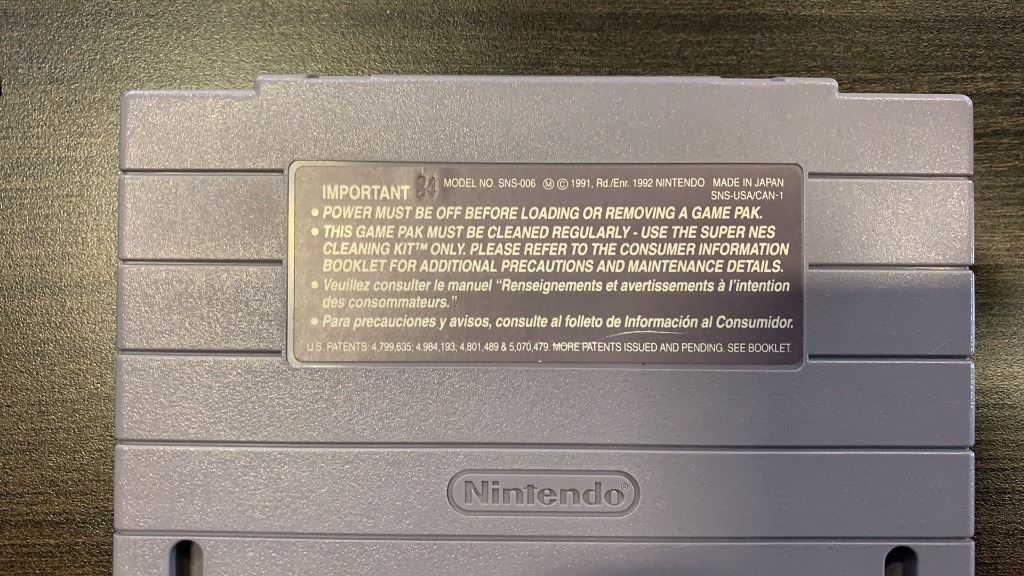 IMPORTANT 34 MODEL NO. SNS-006 Ⓜ © 1991. Rd./Enr. 1992 NINTENDO MADE IN JAPAN
SNS-USA/CAN-1
● POWER MUST BE OFF BEFORE LOADING OR REMOVING A GAME PAK.
● THIS GAME PAK MUST BE CLEANED REGULARLY - USE THE SUPER NES
CLEANING KIT™ ONLY. PLEASE REFER TO THE CONSUMER INFORMATION
BOOKLET FOR ADDITIONAL PRECAUTIONS AND MAINTENANCE DETAILS.
● Veuillez consulter le manuel “Renseignements et avertissements à l’intention
des consommateurs.”
● Para precauciones y avisos, consulte al folleto de Información al Consumidor.
U.S. PATENTS: 4,799,635; 4,984,193; 4,801,489 & 5,070,479. MORE PATENTS ISSUED AND PENDING. SEE BOOKLET.
Nintendo®